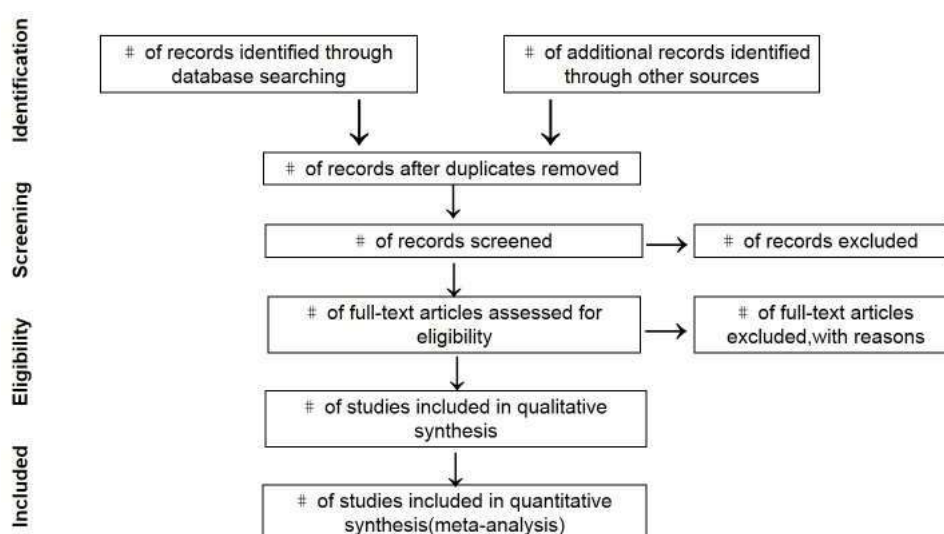 Identification
# of records identified through
database searching
# of additional records identified
through other sources
# of records after duplicates removed
Screening
# of records screened
# of records excluded
Eligibility
# of full-text articles assessed for
eligibility
# of full-text articles
excluded,with reasons
# of studies included in qualitative
synthesis
Included
# of studies included in quantitative
synthesis(meta-analysis)